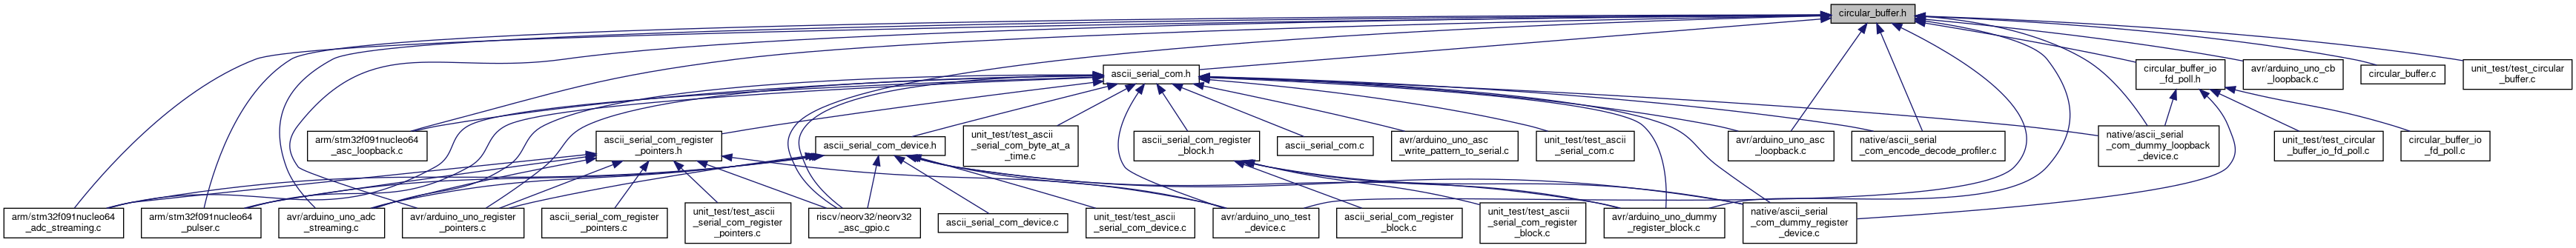 circular_buffer.h
ascii_serial_com.h
circular_buffer_io
_fd_poll.h
avr/arduino_uno_cb
_loopback.c
circular_buffer.c
unit_test/test_circular
_buffer.c
arm/stm32f091nucleo64
_asc_loopback.c
ascii_serial_com_register
_pointers.h
ascii_serial_com_device.h
unit_test/test_ascii
_serial_com_byte_at_a
_time.c
ascii_serial_com_register
_block.h
ascii_serial_com.c
avr/arduino_uno_asc
_write_pattern_to_serial.c
unit_test/test_ascii
_serial_com.c
avr/arduino_uno_asc
_loopback.c
native/ascii_serial
_com_encode_decode_profiler.c
native/ascii_serial
_com_dummy_loopback
_device.c
unit_test/test_circular
_buffer_io_fd_poll.c
circular_buffer_io
_fd_poll.c
arm/stm32f091nucleo64
_adc_streaming.c
arm/stm32f091nucleo64
_pulser.c
avr/arduino_uno_adc
_streaming.c
avr/arduino_uno_register
_pointers.c
ascii_serial_com_register
_pointers.c
unit_test/test_ascii
_serial_com_register
_pointers.c
riscv/neorv32/neorv32
_asc_gpio.c
ascii_serial_com_device.c
unit_test/test_ascii
_serial_com_device.c
avr/arduino_uno_test
_device.c
ascii_serial_com_register
_block.c
unit_test/test_ascii
_serial_com_register
_block.c
avr/arduino_uno_dummy
_register_block.c
native/ascii_serial
_com_dummy_register
_device.c